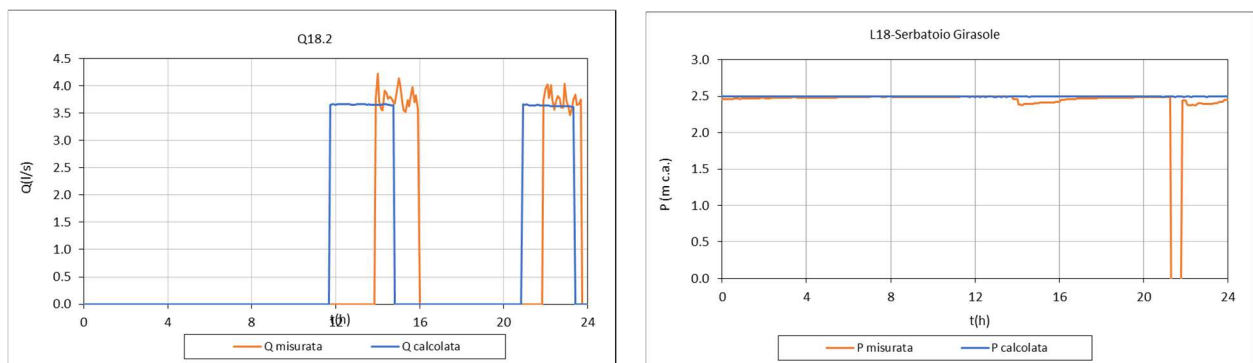 Q18.2
4.5
4.0
3.5
3.0
2.5
2.0
1.5
1.0
0.5
0.0
Q(l/s)
0 4 8 12 16 20 24
t(h)
Q misurata Q calcolata
L18-Serbatoio Girasole
3.0
2.5
2.0
1.5
1.0
0.5
0.0
P (m c.a.)
0 4 8 12 16 20 24
t(h)
P misurata P calcolata